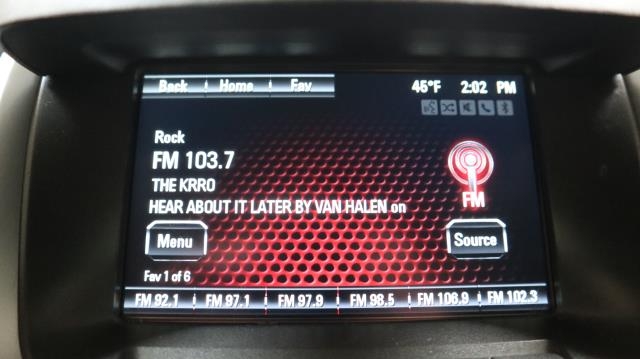 Back Home Fav 45°F 2:02 PM
Rock
FM 103.7
THE KRRO
HEAR ABOUT IT LATER BY VAN HALEN on
FM
Menu Source
Fav 1 of 6
FM 92.1 FM 97.1 FM 97.9 FM 98.5 FM 106.9 FM 102.3